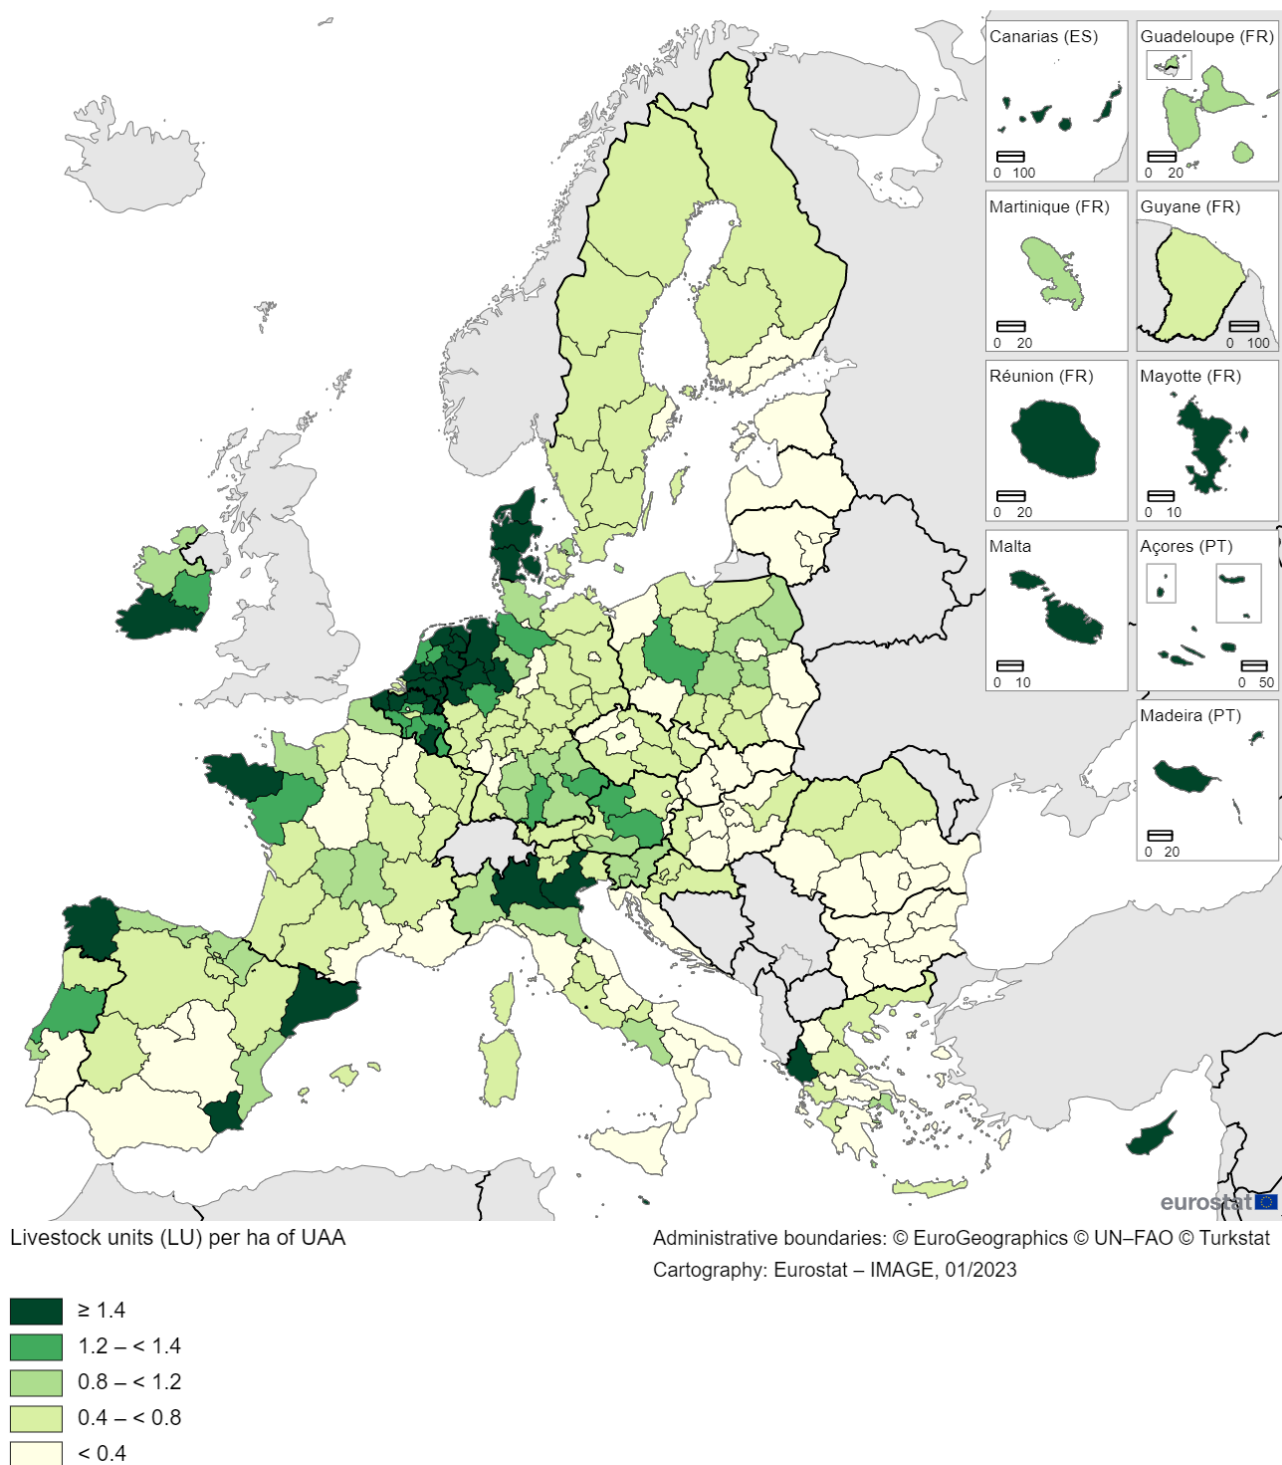 Canarias (ES)
0 100
Guadeloupe (FR)
0 20
Martinique (FR)
0 20
Guyane (FR)
0 100
Réunion (FR)
0 20
Mayotte (FR)
0 10
Malta
0 10
Açores (PT)
0 50
Madeira (PT)
0 20
eurostat
Livestock units (LU) per ha of UAA
Administrative boundaries: © EuroGeographics © UN–FAO © Turkstat
Cartography: Eurostat – IMAGE, 01/2023
≥ 1.4
1.2 – < 1.4
0.8 – < 1.2
0.4 – < 0.8
< 0.4